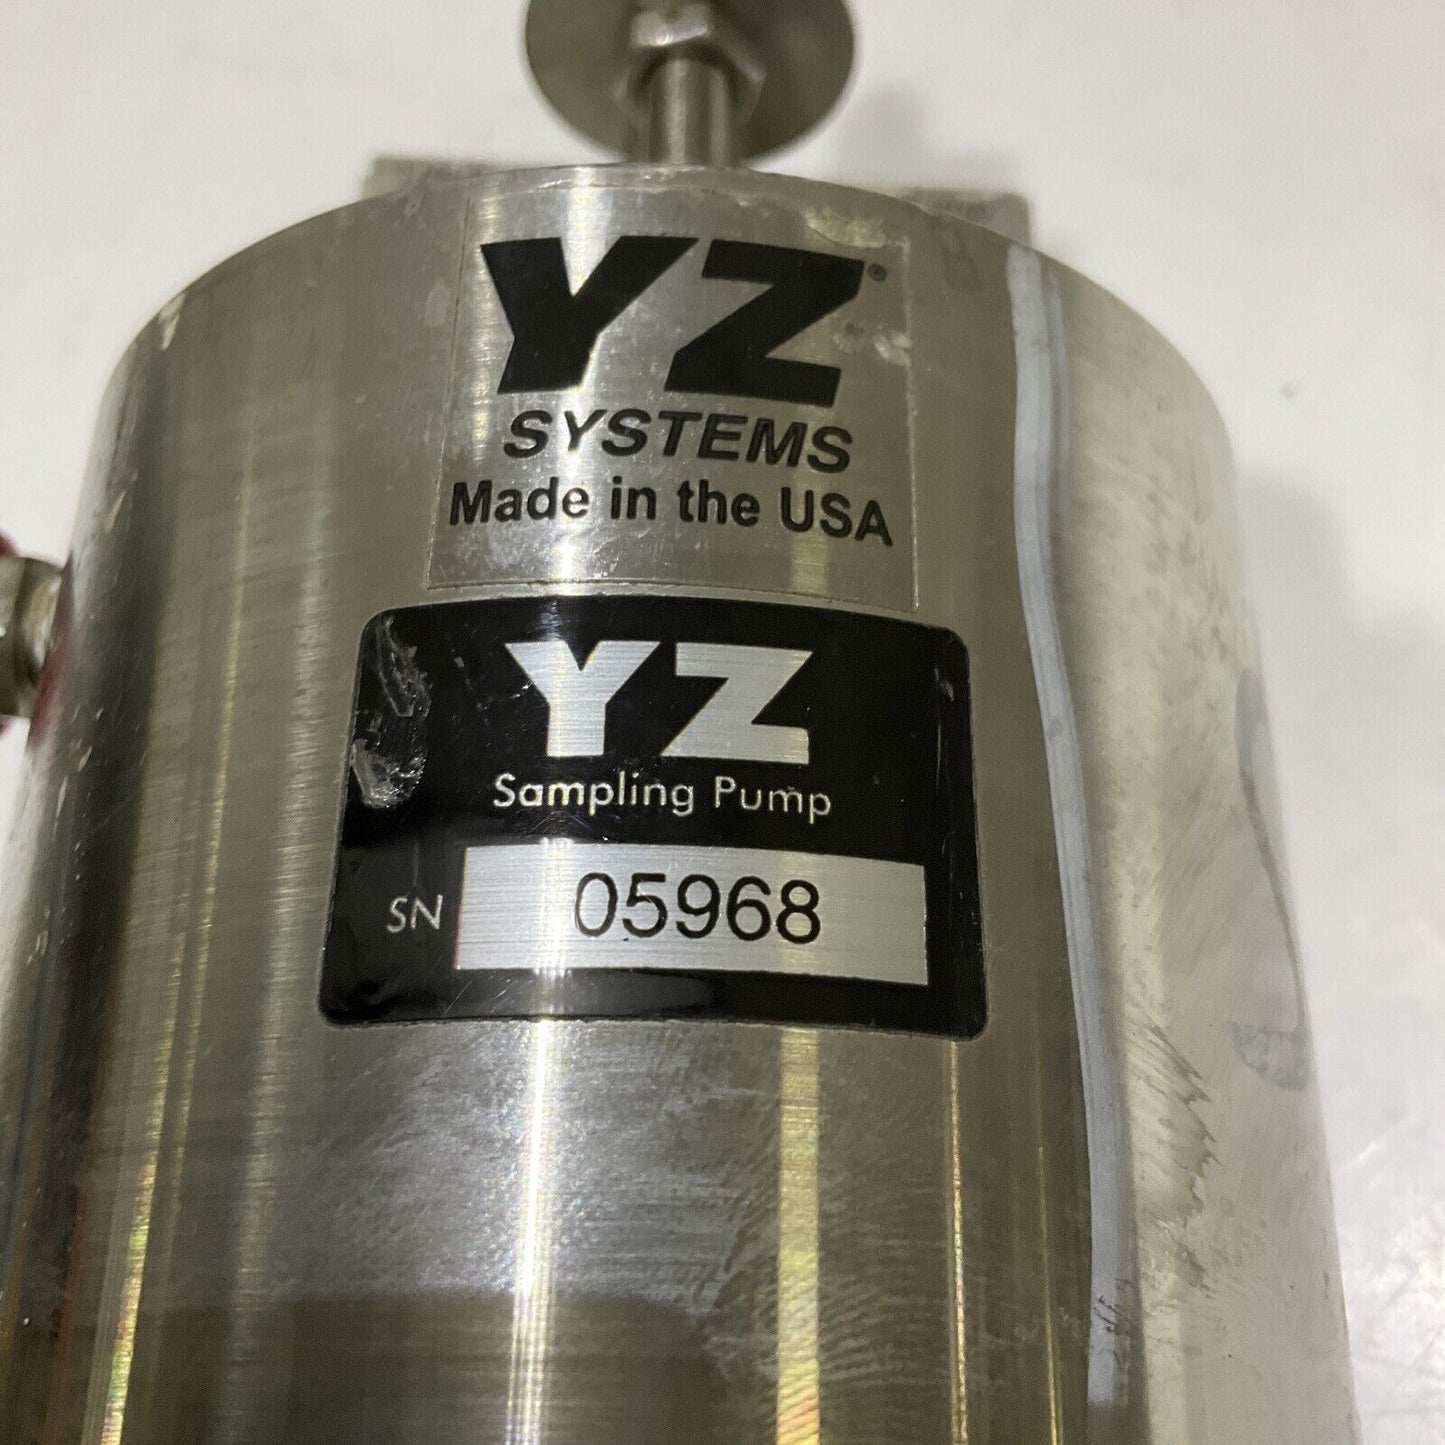 YZ®
SYSTEMS
Made in the USA
YZ
Sampling Pump
SN 05968